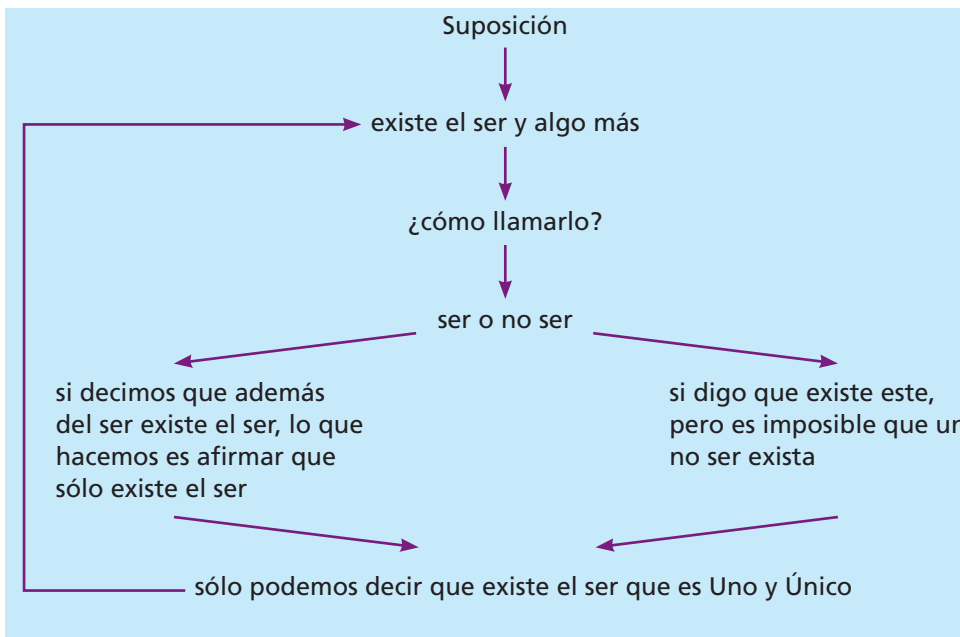 Suposición
existe el ser y algo más
¿cómo llamarlo?
ser o no ser
si decimos que además
del ser existe el ser, lo que
hacemos es afirmar que
sólo existe el ser
si digo que existe este,
pero es imposible que
no ser exista
sólo podemos decir que existe el ser que es Uno y Único